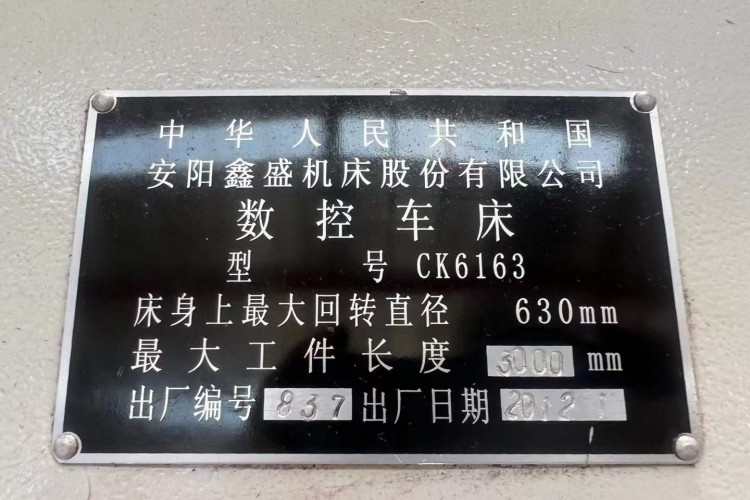 中华人民共和国
安阳鑫盛机床股份有限公司
数控车床
型号 CK6163
床身上最大回转直径 630mm
最大工件长度 3000 mm
出厂编号 837 出厂日期 2012 1